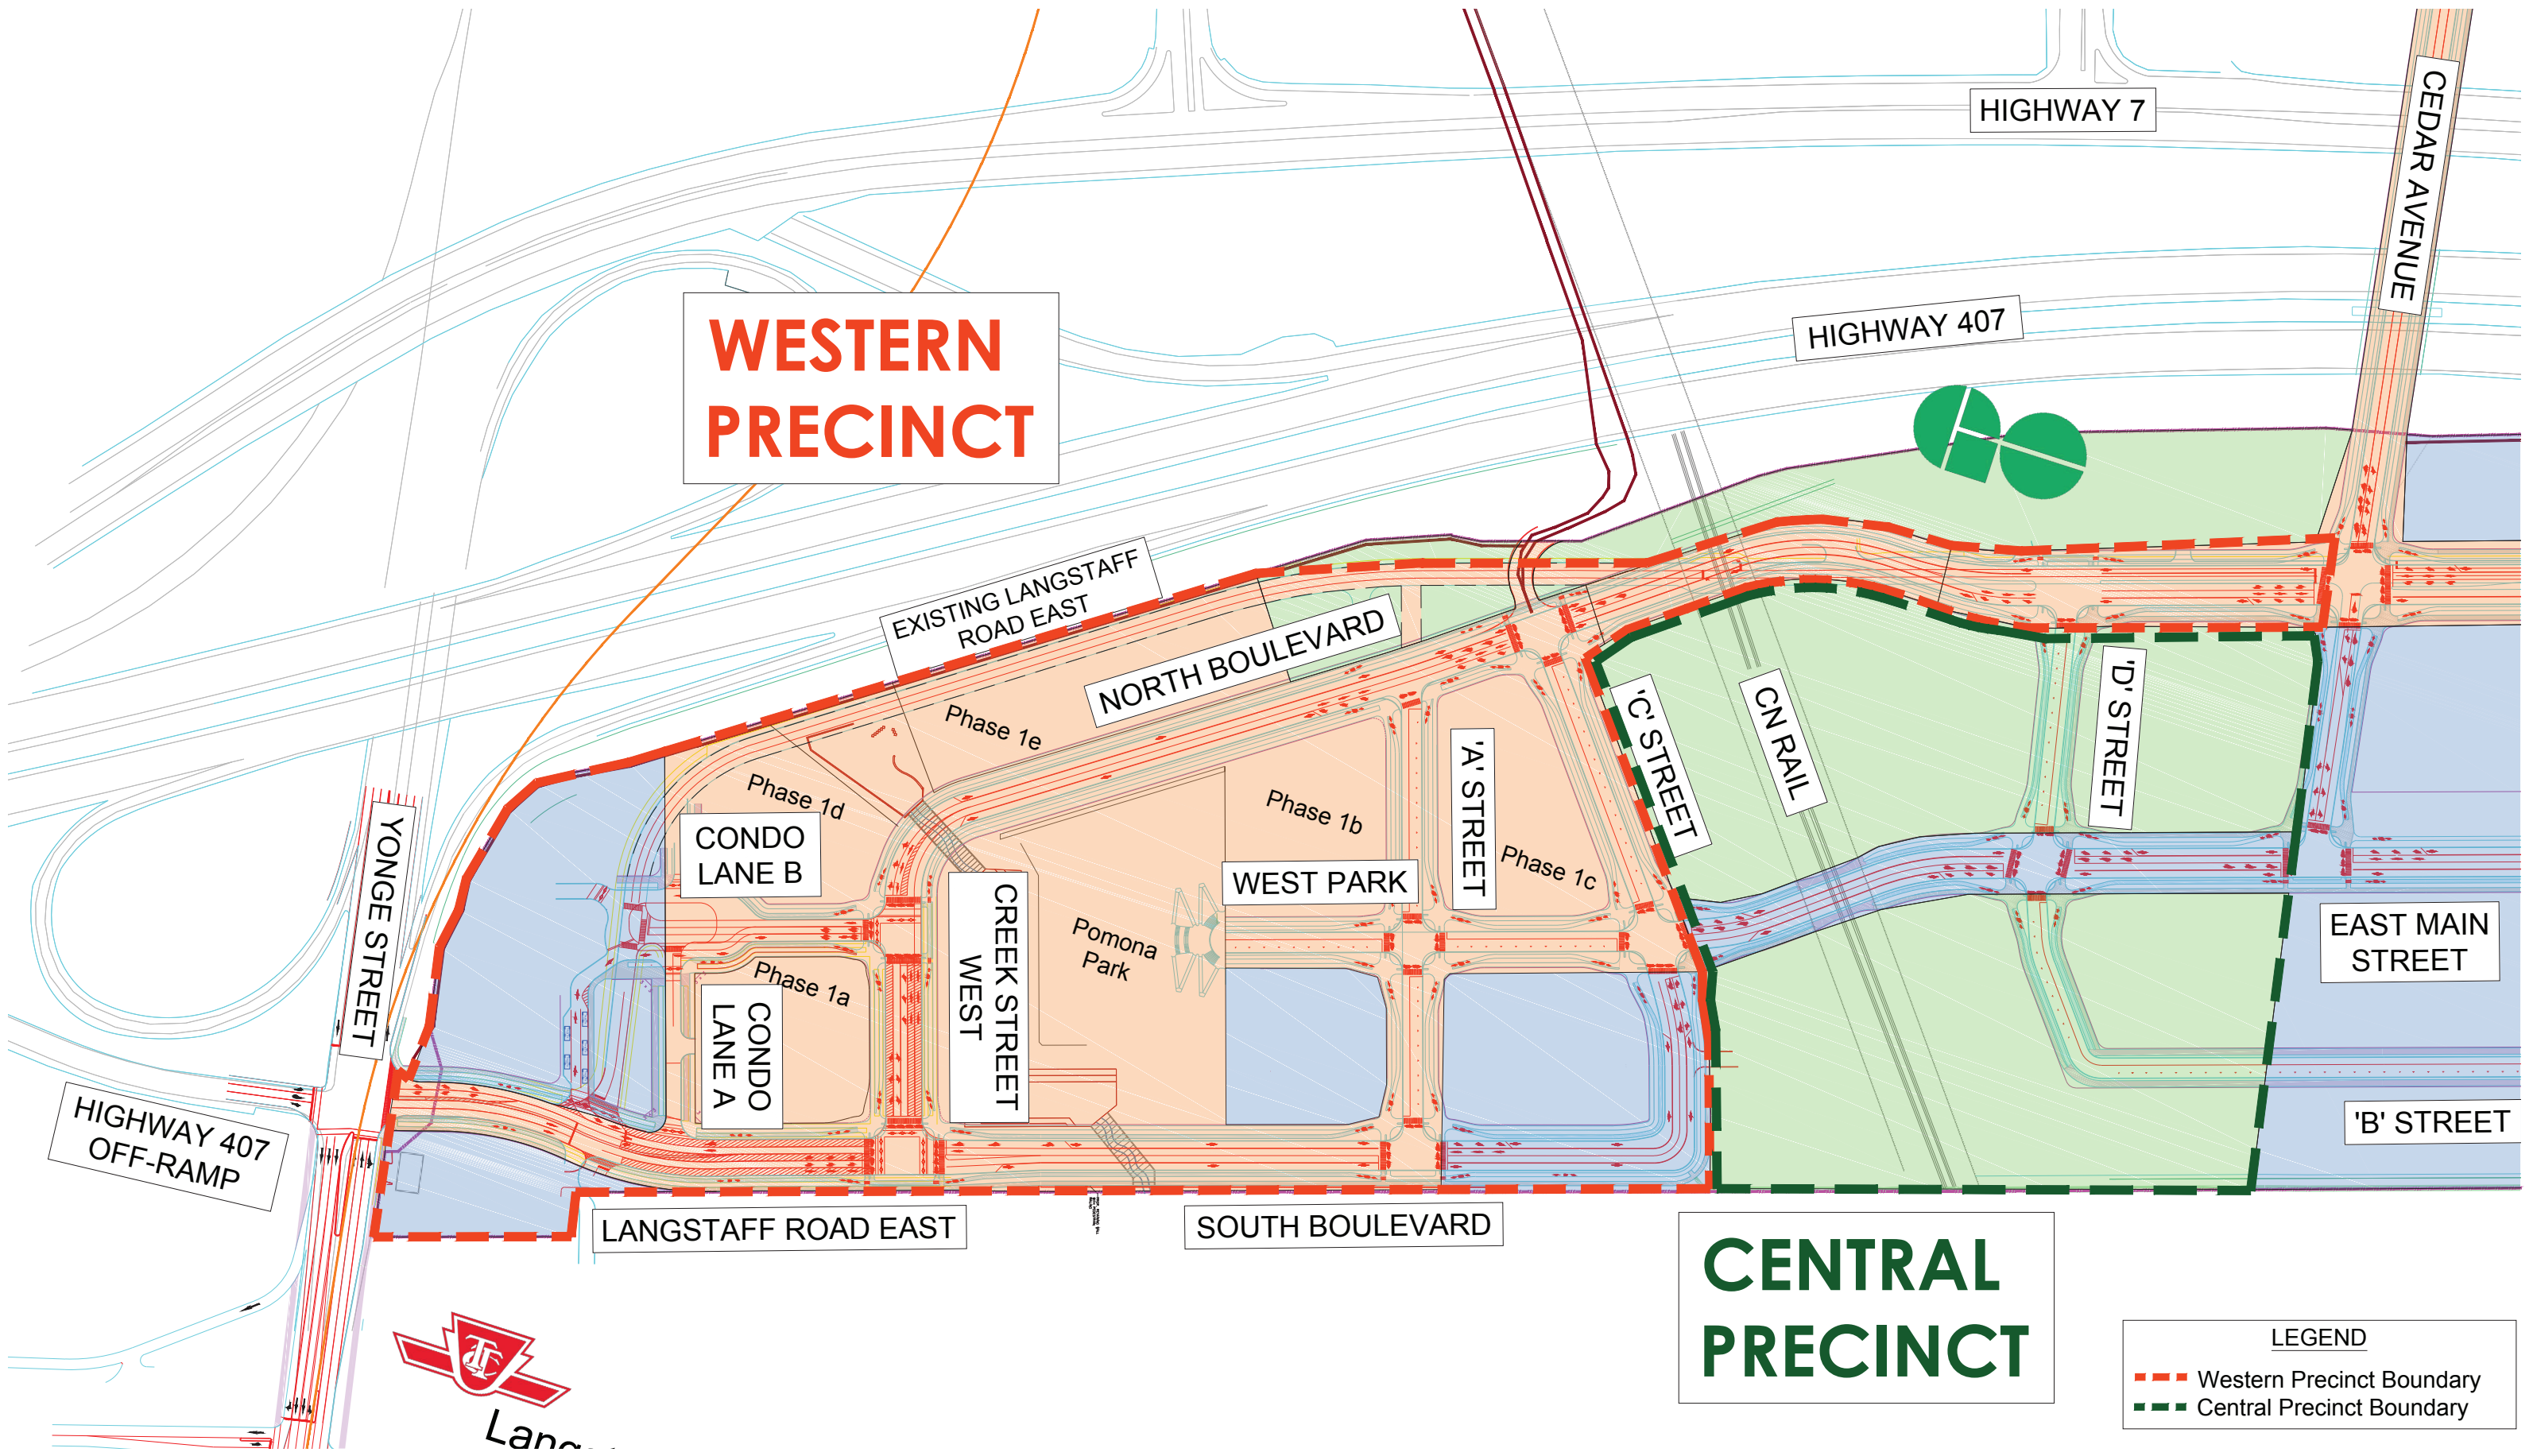 HIGHWAY 7
CEDAR AVENUE
WESTERN
PRECINCT
HIGHWAY 407
EXISTING LANGSTAFF
ROAD EAST
NORTH BOULEVARD
'C' STREET
CN RAIL
'D' STREET
Phase 1e
Phase 1d
Phase 1b
'A' STREET
Phase 1c
YONGE STREET
CONDO
LANE B
WEST PARK
CREEK STREET
WEST
Pomona
Park
EAST MAIN
STREET
Phase 1a
CONDO
LANE A
HIGHWAY 407
OFF-RAMP
'B' STREET
LANGSTAFF ROAD EAST
SOUTH BOULEVARD
CENTRAL
PRECINCT
TTC
LEGEND
Western Precinct Boundary
Central Precinct Boundary